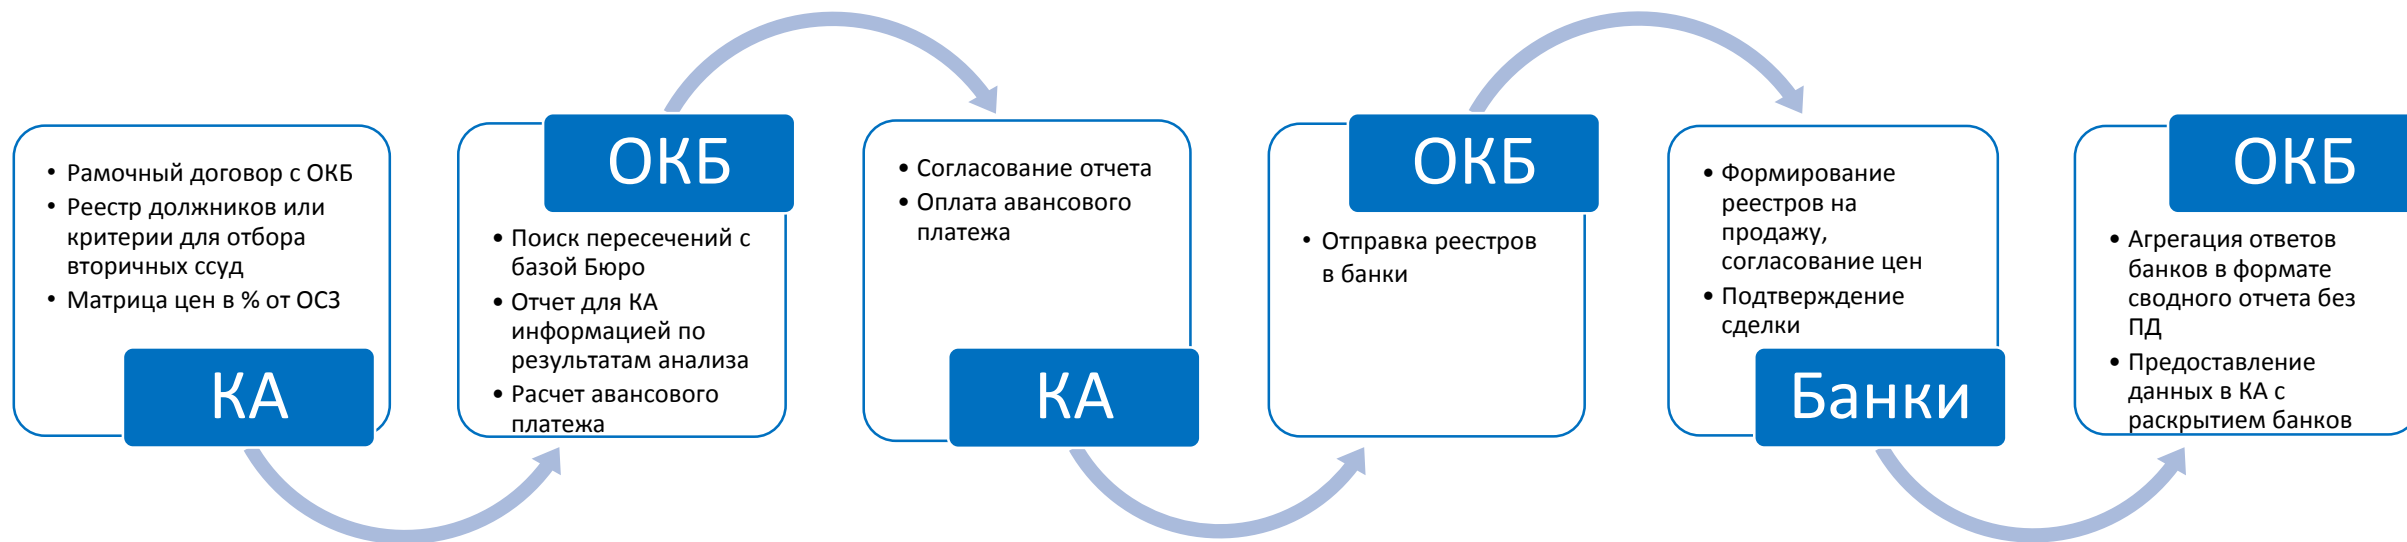 • Рамочный договор с ОКБ
• Реестр должников или
критерии для отбора
вторичных ссуд
• Матрица цен в % от ОСЗ
КА
ОКБ
• Поиск пересечений с
базой Бюро
• Отчет для КА
информацией по
результатам анализа
• Расчет авансового
платежа
• Согласование отчета
• Оплата авансового
платежа
КА
ОКБ
• Отправка реестров
в банки
• Формирование
реестров на
продажу,
согласование цен
• Подтверждение
сделки
Банки
ОКБ
• Агрегация ответов
банков в формате
сводного отчета без
ПД
• Предоставление
данных в КА с
раскрытием банков